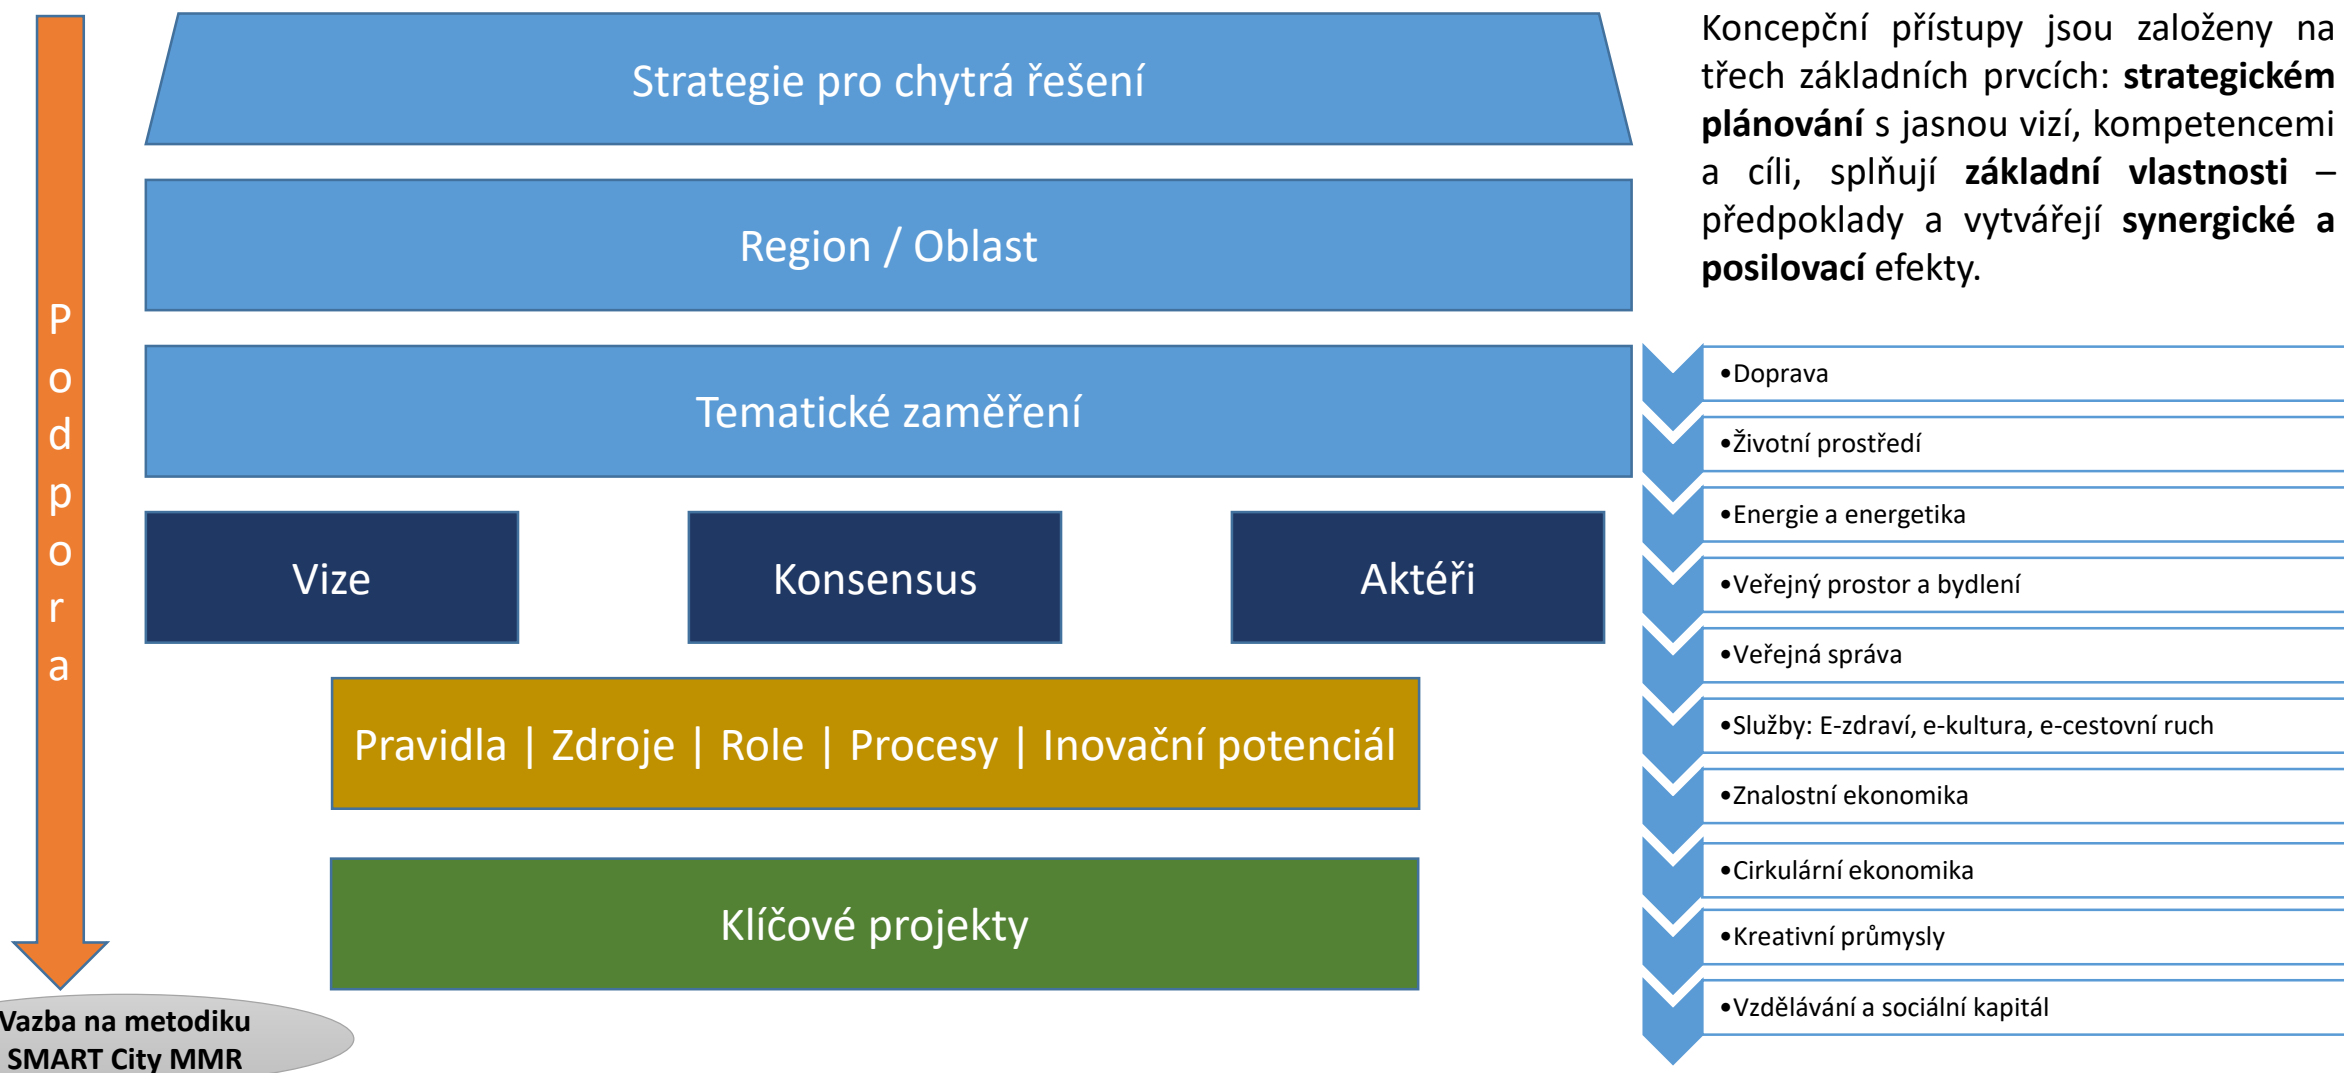 Strategie pro chytrá řešení
Region / Oblast
Tematické zaměření
Vize
Konsensus
Aktéři
Pravidla | Zdroje | Role | Procesy | Inovační potenciál
Klíčové projekty
Podpora
Vazba na metodiku
SMART City MMR
Koncepční přístupy jsou založeny na
třech základních prvcích: strategickém
plánování s jasnou vizí, kompetencemi
a cíli, splňují základní vlastnosti –
předpoklady a vytvářejí synergické a
posilovací efekty.
•Doprava
•Životní prostředí
•Energie a energetika
•Veřejný prostor a bydlení
•Veřejná správa
•Služby: E-zdraví, e-kultura, e-cestovní ruch
•Znalostní ekonomika
•Cirkulární ekonomika
•Kreativní průmysly
•Vzdělávání a sociální kapitál